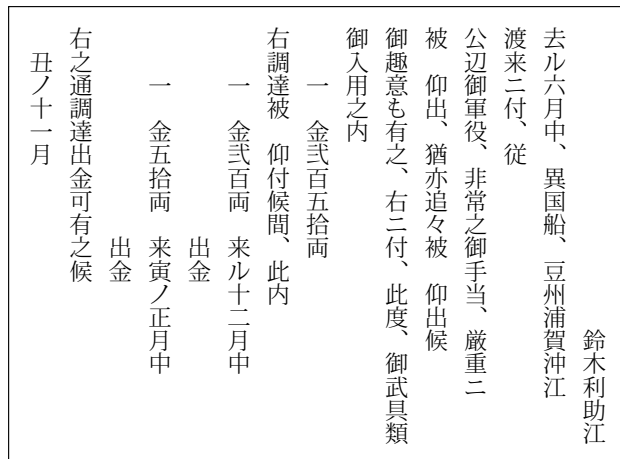 鈴木利助江
去ル六月中、異国船、豆州浦賀沖江
渡来ニ付、従
公辺御軍役、非常之御手当、厳重ニ
被　仰出、猶亦追々被　仰出候
御趣意も有之、右ニ付、此度、御武具類
御入用之内
一　金弐百五拾両
右調達被　仰付候間、此内
一　金弐百両　来ル十二月中
出金
一　金五拾両　来寅ノ正月中
出金
右之通調達出金可有之候
丑ノ十一月